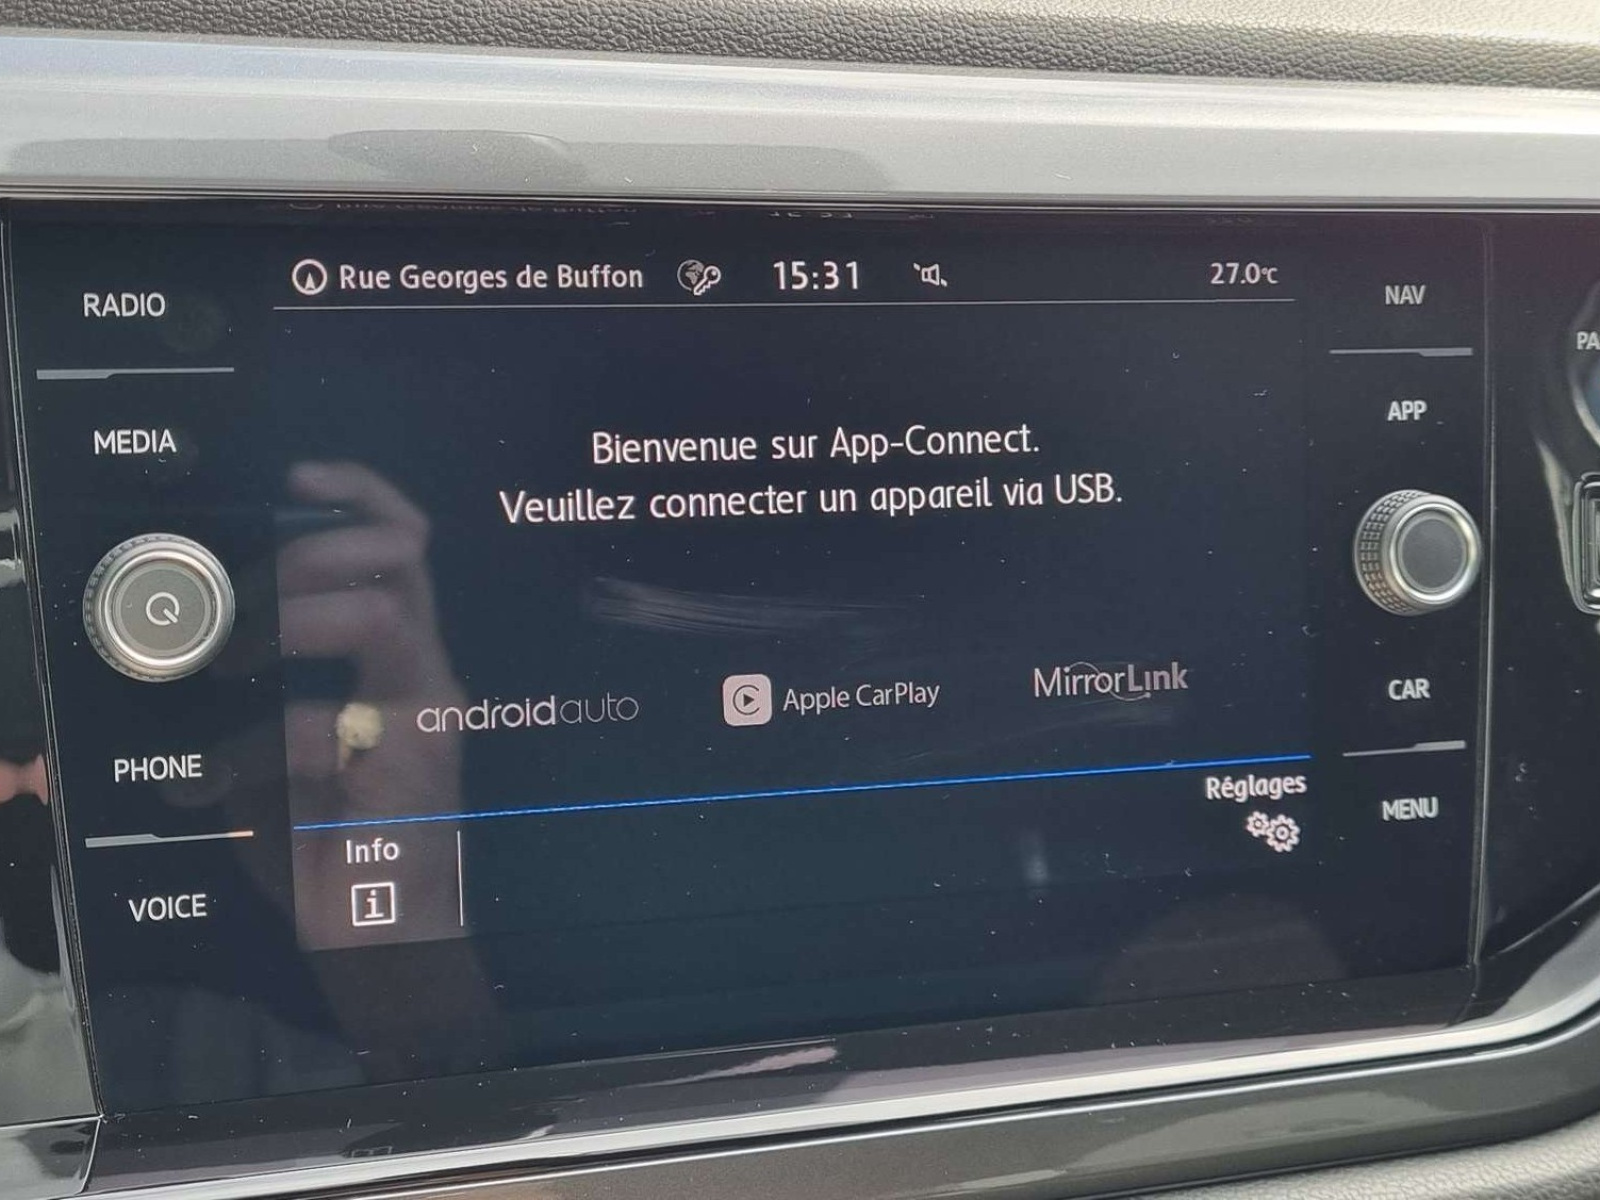 Rue Georges de Buffon 15:31 27.0°C
RADIO
MEDIA
PHONE
VOICE
Bienvenue sur App-Connect.
Veuillez connecter un appareil via USB.
androidauto
Apple CarPlay
MirrorLink
Réglages
Info
i
NAV
APP
CAR
MENU
PA